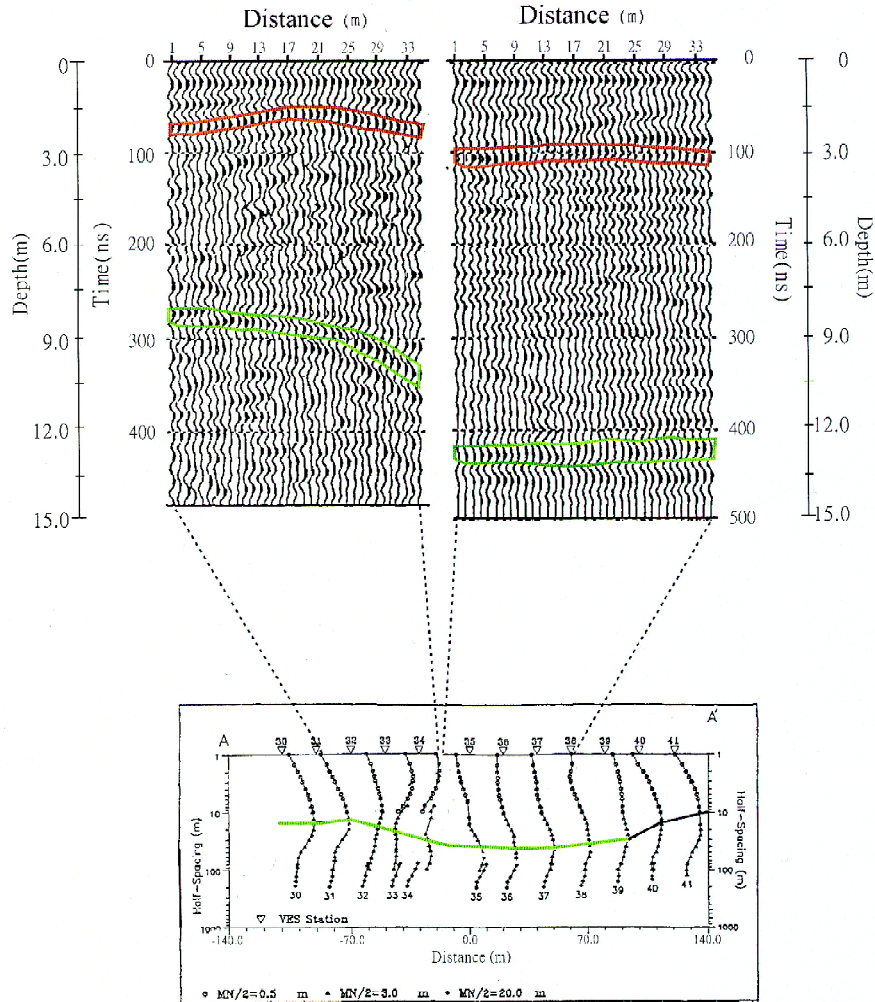 Distance (m) Distance (m)
1 5 9 13 17 21 25 29 33 1 5 9 13 17 21 25 29 33
0 0 0 0
3.0 100 100 3.0
6.0 200 200 6.0
Depth(m) Time(ns) Time(ns) Depth(m)
9.0 300 300 9.0
12.0 400 400 12.0
15.0 500 15.0
A A'
30 31 32 33 34 35 36 37 38 39 40 41
1 1
10 10
Half-Spacing (m) Half-Spacing (m)
100 100
30 31 32 33 34 35 36 37 38 39 40 41
▽ VES Station
1000 1000
-140.0 -70.0 0.0 70.0 140.0
Distance (m)
MN/2=0.5 m MN/2=3.0 m MN/2=20.0 m